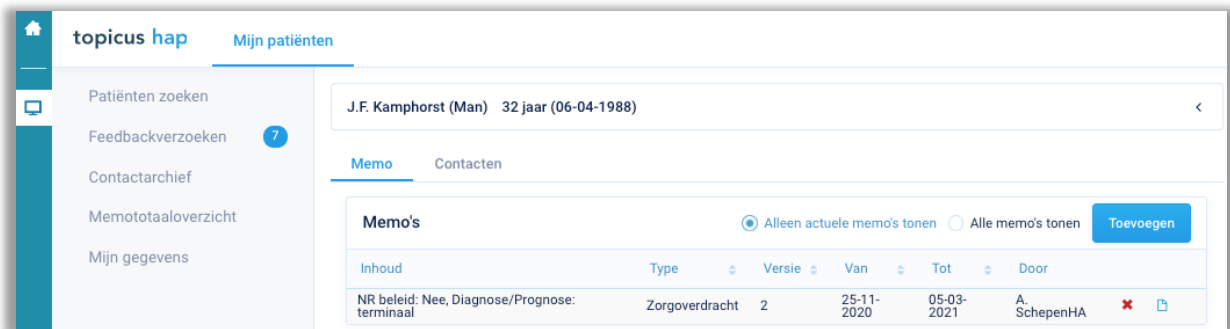 topicus hap
Mijn patiënten
Patiënten zoeken
Feedbackverzoeken 7
Contactarchief
Memototaaloverzicht
Mijn gegevens
J.F. Kamphorst (Man) 32 jaar (06-04-1988)
Memo Contacten
Memo's Alleen actuele memo's tonen Alle memo's tonen Toevoegen
Inhoud Type Versie Van Tot Door
NR beleid: Nee, Diagnose/Prognose:
terminaal
Zorgoverdracht
2
25-11-
2020
05-03-
2021
A.
SchepenHA